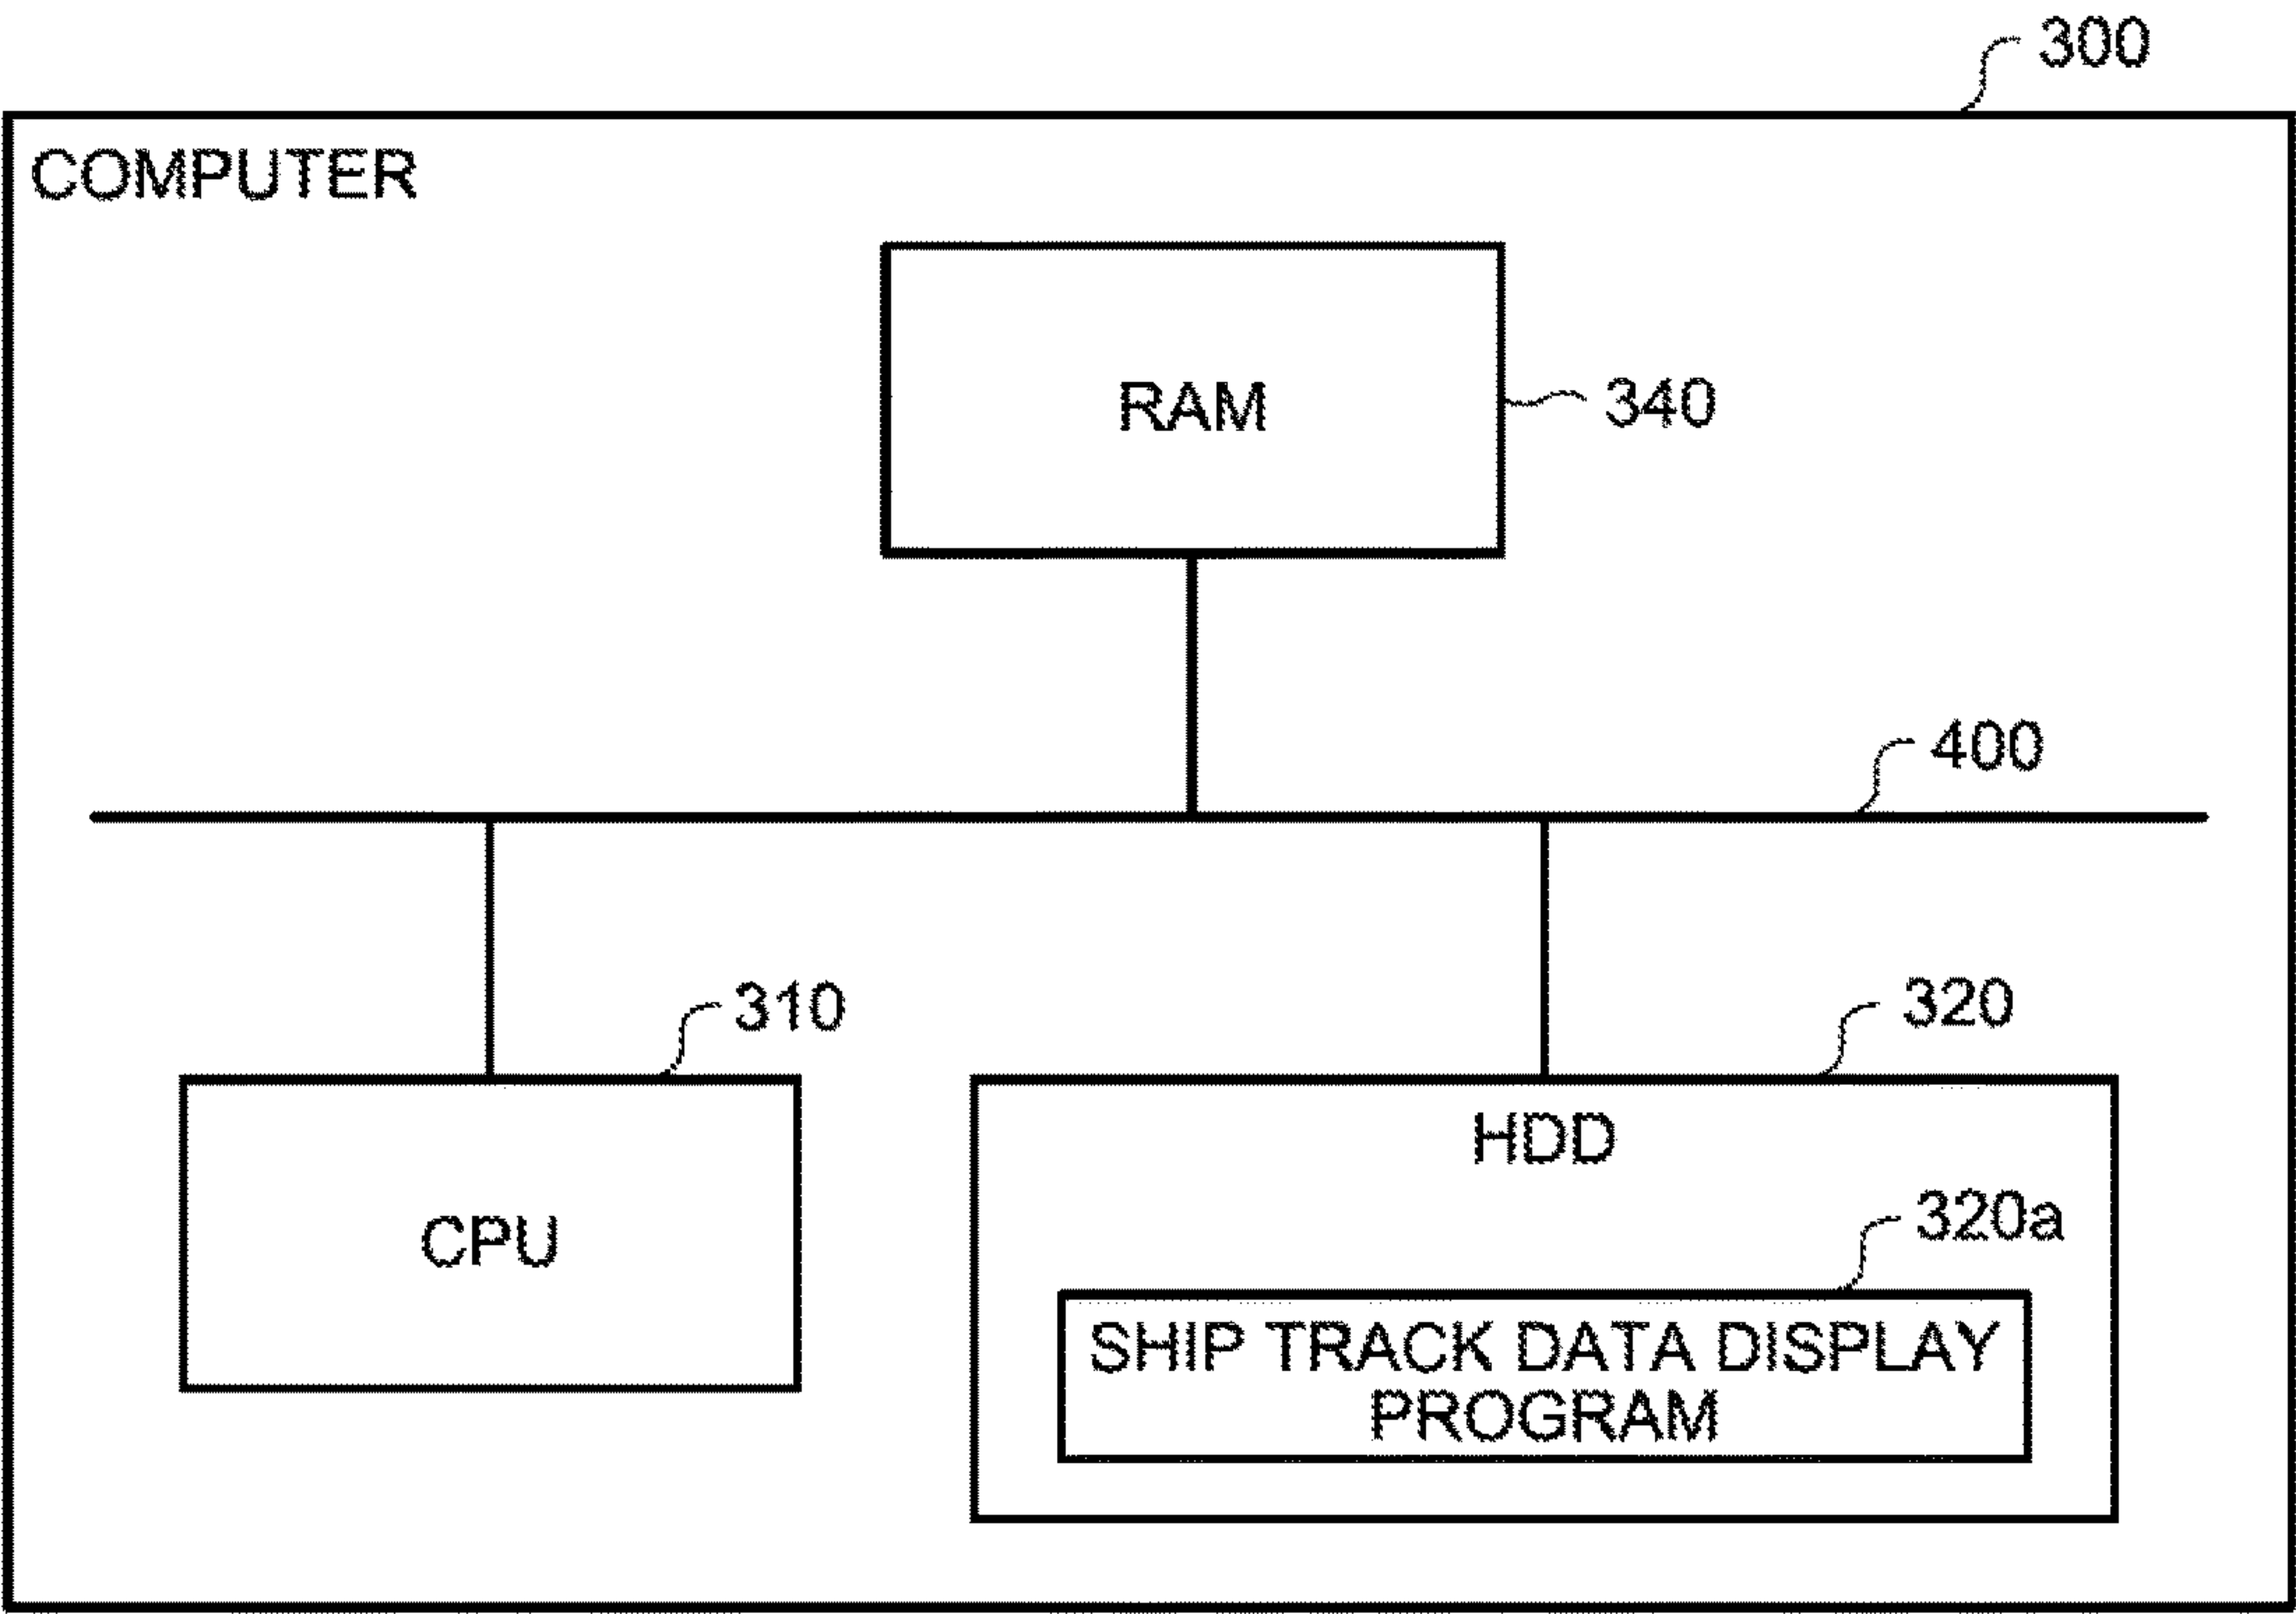 300
COMPUTER
RAM
340
400
310
320
HDD
CPU
320a
SHIP TRACK DATA DISPLAY
PROGRAM